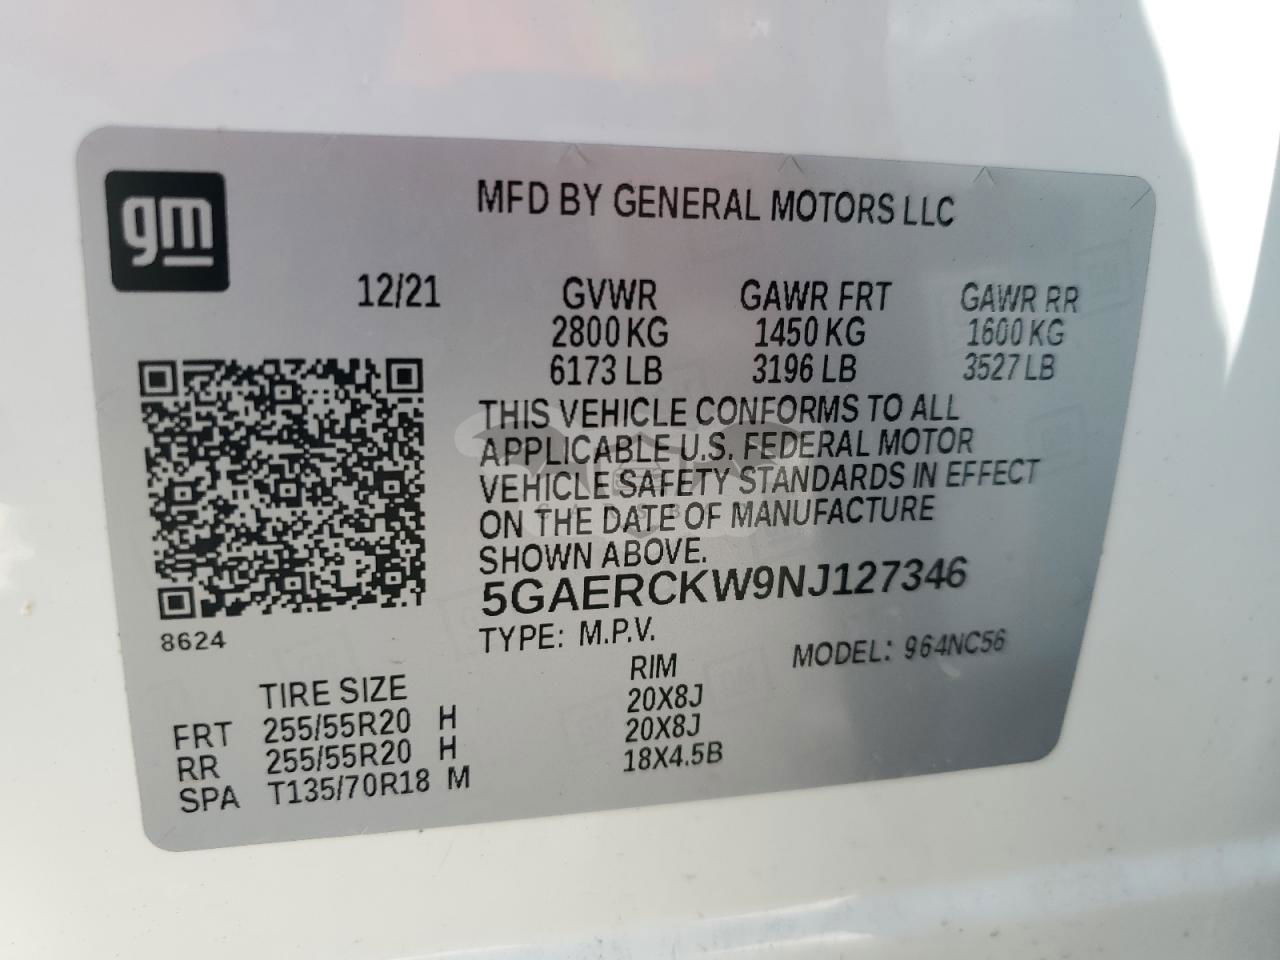 gm
MFD BY GENERAL MOTORS LLC
12/21 GVWR GAWR FRT GAWR RR
2800 KG 1450 KG 1600 KG
6173 LB 3196 LB 3527 LB
THIS VEHICLE CONFORMS TO ALL
APPLICABLE U.S. FEDERAL MOTOR
VEHICLE SAFETY STANDARDS IN EFFECT
ON THE DATE OF MANUFACTURE
SHOWN ABOVE.
5GAERCKW9NJ127346
8624
TYPE: M.P.V. MODEL: 964NC56
TIRE SIZE RIM
FRT 255/55R20 H 20X8J
RR 255/55R20 H 20X8J
SPA T135/70R18 M 18X4.5B